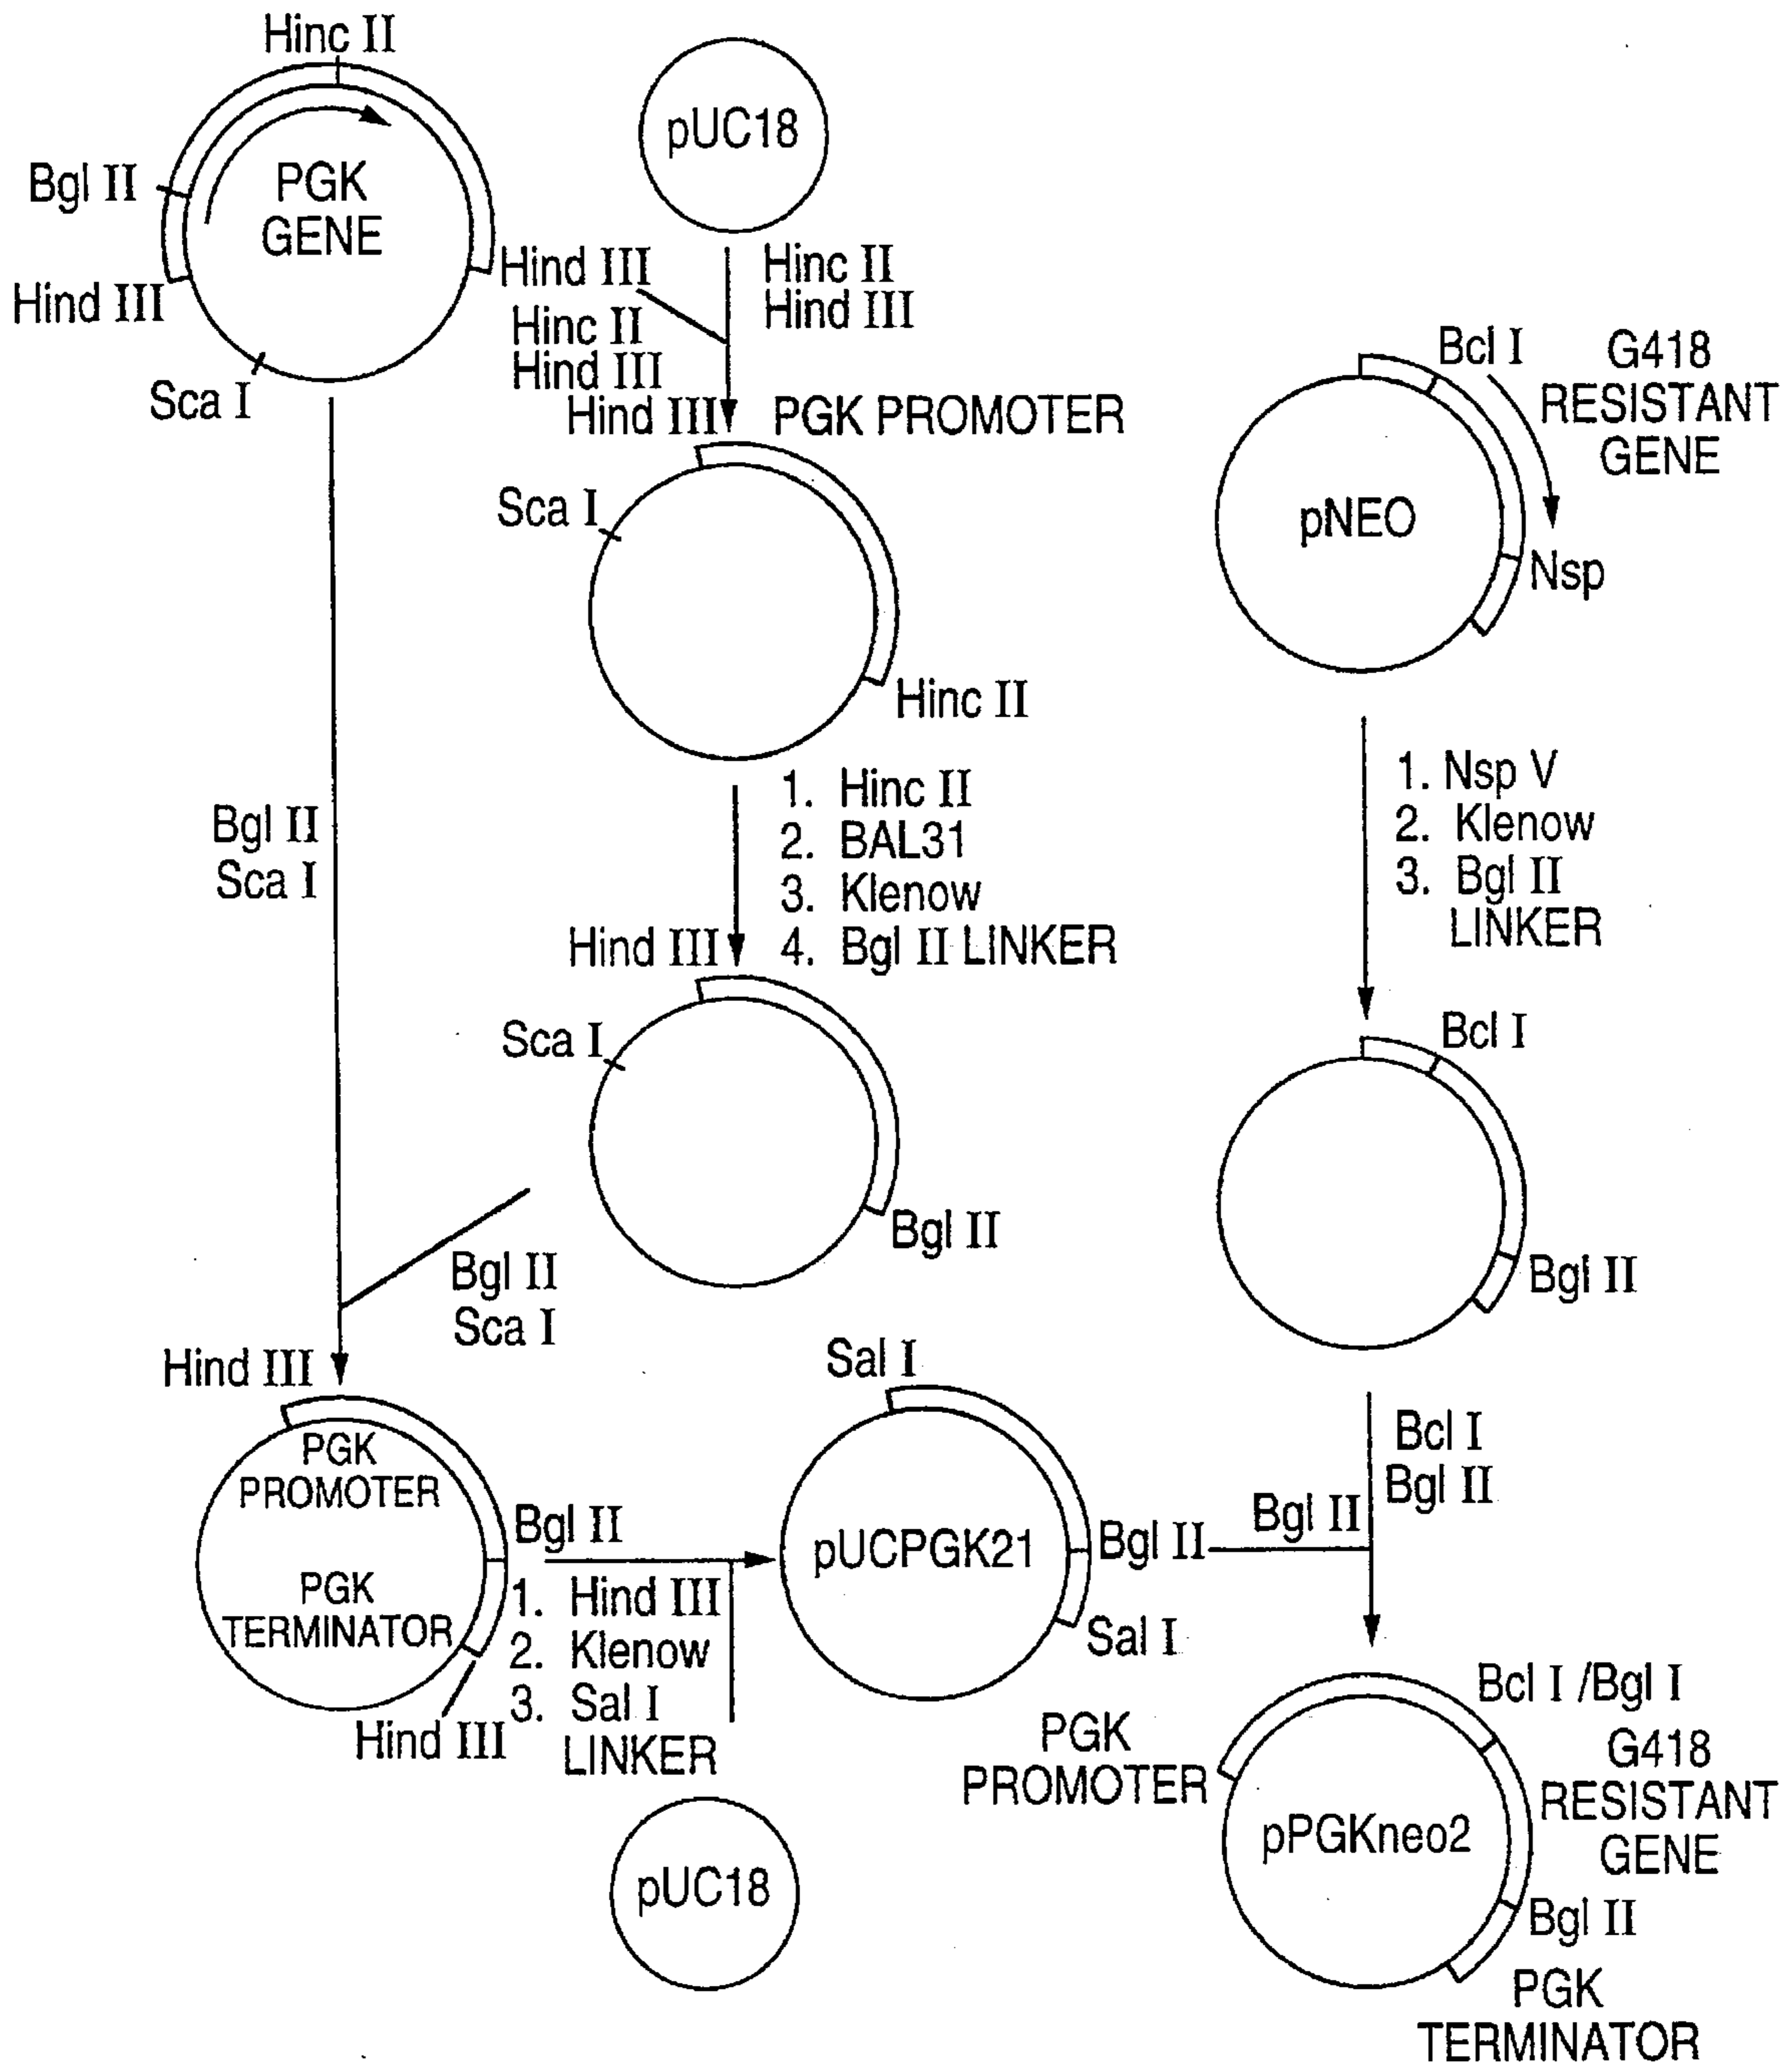 Hinc II
Bgl II
PGK
GENE
Hind III
Hind III
Sca I
pUC18
Hinc II
Hind III
Hinc II
Hind III
Hind III
PGK PROMOTER
Sca I
Hinc II
Bcl I
G418
RESISTANT
GENE
pNEO
Nsp
Bgl II
Sca I
1. Hinc II
2. BAL31
3. Klenow
4. Bgl II LINKER
1. Nsp V
2. Klenow
3. Bgl II
LINKER
Hind III
Sca I
Bgl II
Bcl I
Bgl II
Bgl II
Sca I
Hind III
PGK
PROMOTER
PGK
TERMINATOR
Bgl II
Hind III
1. Hind III
2. Klenow
3. Sal I
LINKER
pUC18
Sal I
pUCPGK21
Bgl II
Sal I
Bgl II
Bcl I
Bgl II
Bcl I /Bgl I
PGK
PROMOTER
G418
RESISTANT
GENE
pPGKneo2
Bgl II
PGK
TERMINATOR